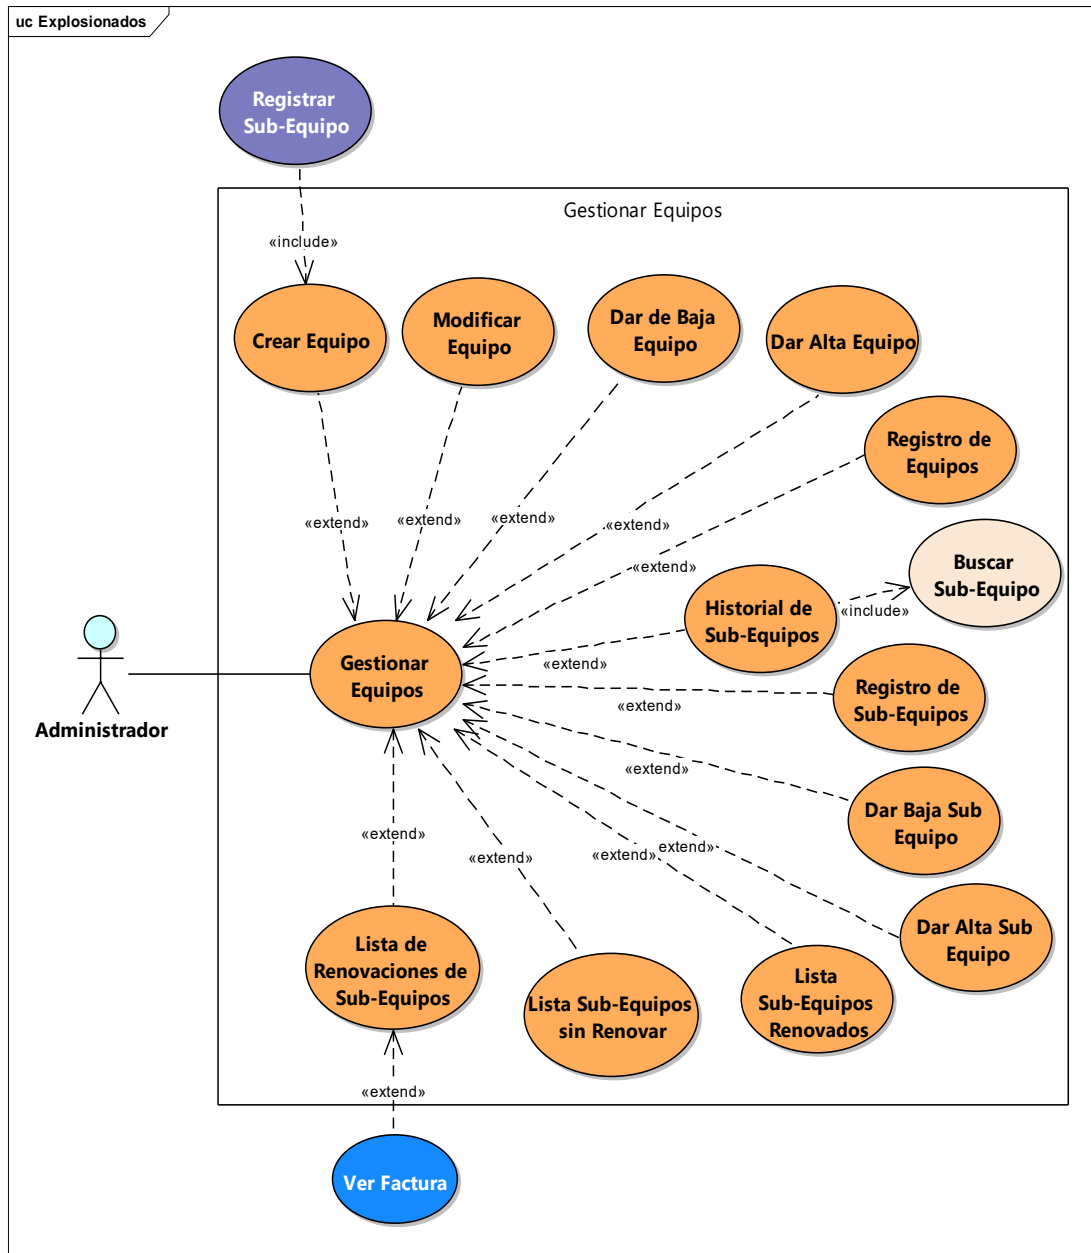 uc Explosionados
Registrar
Sub-Equipo
Gestionar Equipos
«include»
Crear Equipo
Modificar
Equipo
Dar de Baja
Equipo
Dar Alta Equipo
Registro de
Equipos
«extend»
«extend»
«extend»
«extend»
«extend»
Buscar
Sub-Equipo
Historial de
Sub-Equipos
«include»
«extend»
Gestionar
Equipos
Administrador
Registro de
Sub-Equipos
«extend»
«extend»
Dar Baja Sub
Equipo
«extend»
«extend»
«extend»
extend»
Dar Alta Sub
Equipo
Lista de
Renovaciones de
Sub-Equipos
Lista Sub-Equipos
sin Renovar
Lista
Sub-Equipos
Renovados
«extend»
Ver Factura